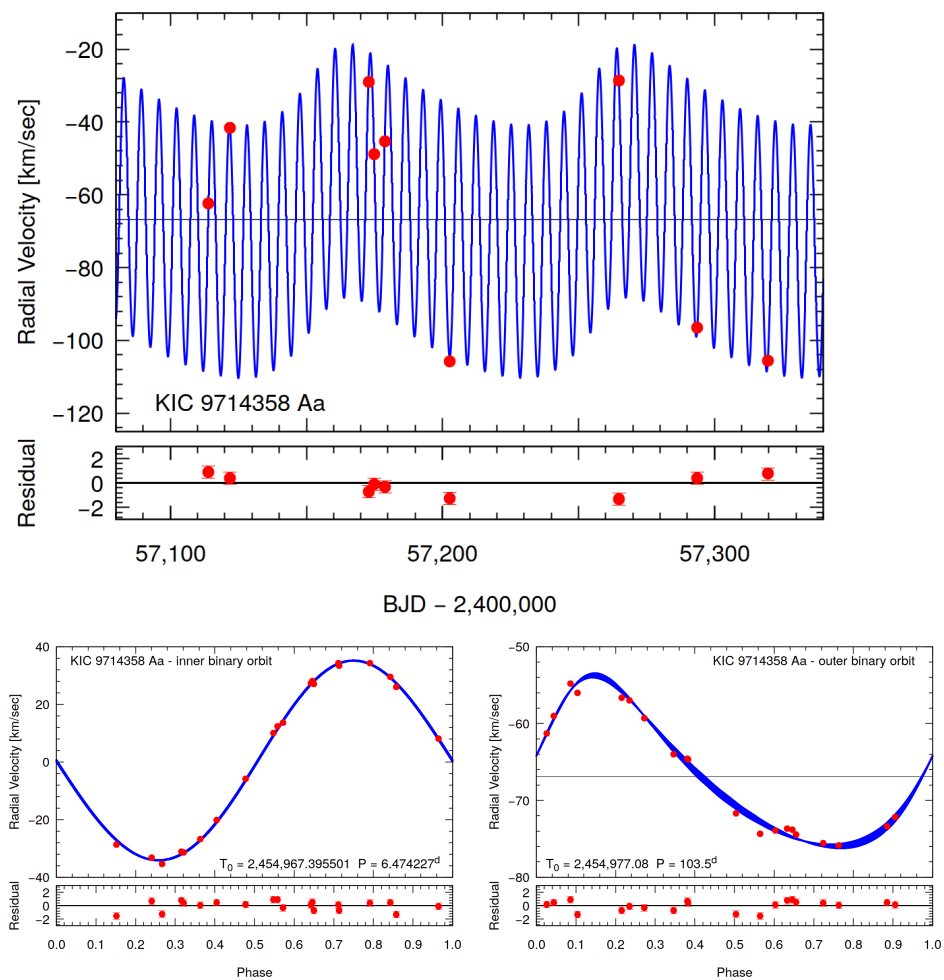 −20
−40
−60
−80
−100
−120
Radial Velocity [km/sec]
KIC 9714358 Aa
2
0
−2
Residual
57,100 57,200 57,300
BJD − 2,400,000
40
20
0
−20
−40
Radial Velocity [km/sec]
KIC 9714358 Aa - inner binary orbit
T0 = 2,454,967.395501 P = 6.474227d
2
0
−2
Residual
0.0 0.1 0.2 0.3 0.4 0.5 0.6 0.7 0.8 0.9 1.0
Phase
−50
−60
−70
−80
Radial Velocity [km/sec]
KIC 9714358 Aa - outer binary orbit
T0 = 2,454,977.08 P = 103.5d
2
0
−2
Residual
0.0 0.1 0.2 0.3 0.4 0.5 0.6 0.7 0.8 0.9 1.0
Phase